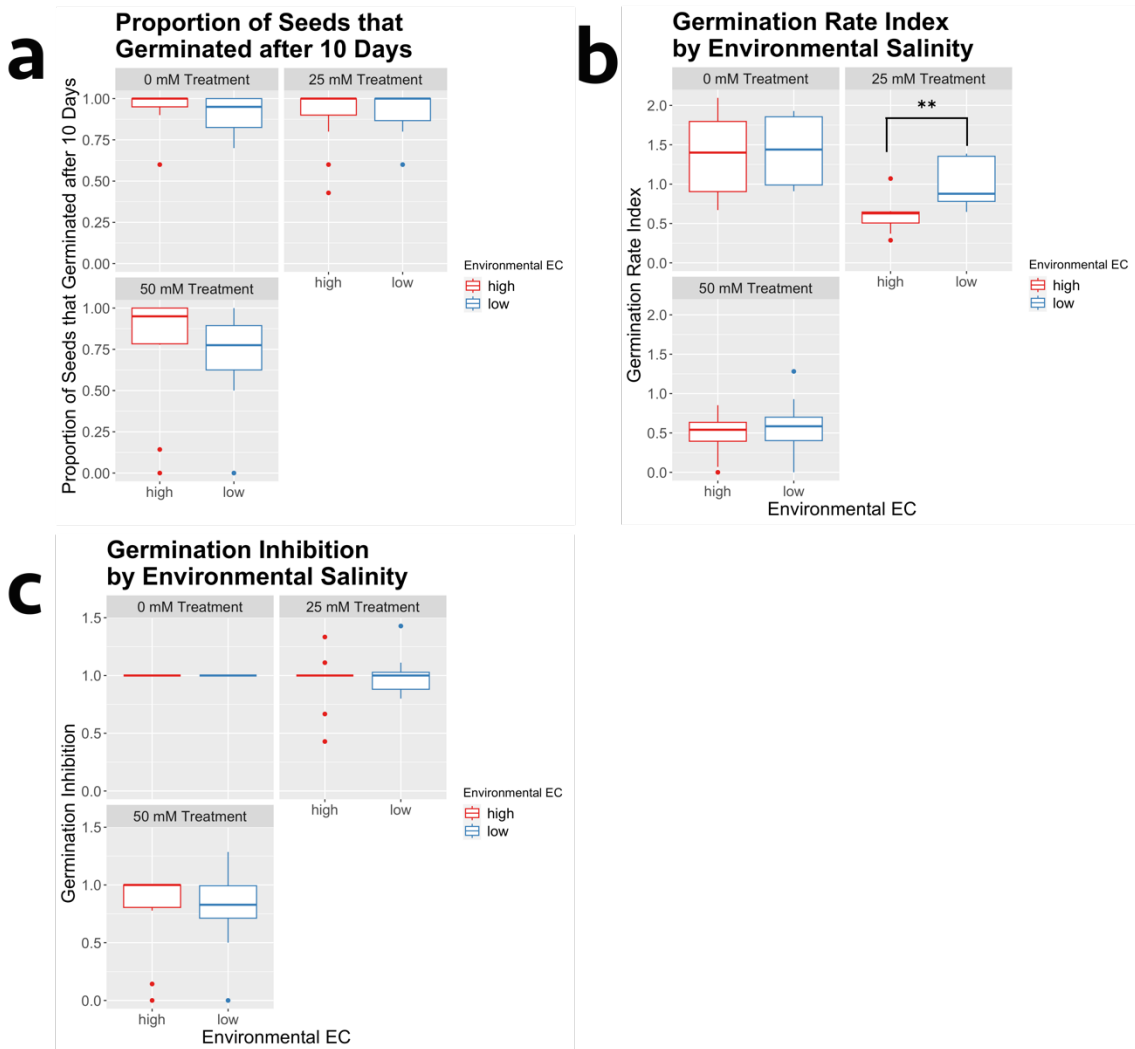 a
Proportion of Seeds that
Germinated after 10 Days
Proportion of Seeds that Germinated after 10 Days
0 mM Treatment
25 mM Treatment
1.00
0.75
0.50
0.25
0.00
high
low
50 mM Treatment
1.00
0.75
0.50
0.25
0.00
high
low
Environmental EC
high
low
b
Germination Rate Index
by Environmental Salinity
Germination Rate Index
0 mM Treatment
25 mM Treatment
**
2.0
1.5
1.0
0.5
0.0
high
low
50 mM Treatment
2.0
1.5
1.0
0.5
0.0
high
low
Environmental EC
Environmental EC
high
low
c
Germination Inhibition
by Environmental Salinity
Germination Inhibition
0 mM Treatment
25 mM Treatment
1.5
1.0
0.5
0.0
high
low
50 mM Treatment
1.5
1.0
0.5
0.0
high
low
Environmental EC
Environmental EC
high
low